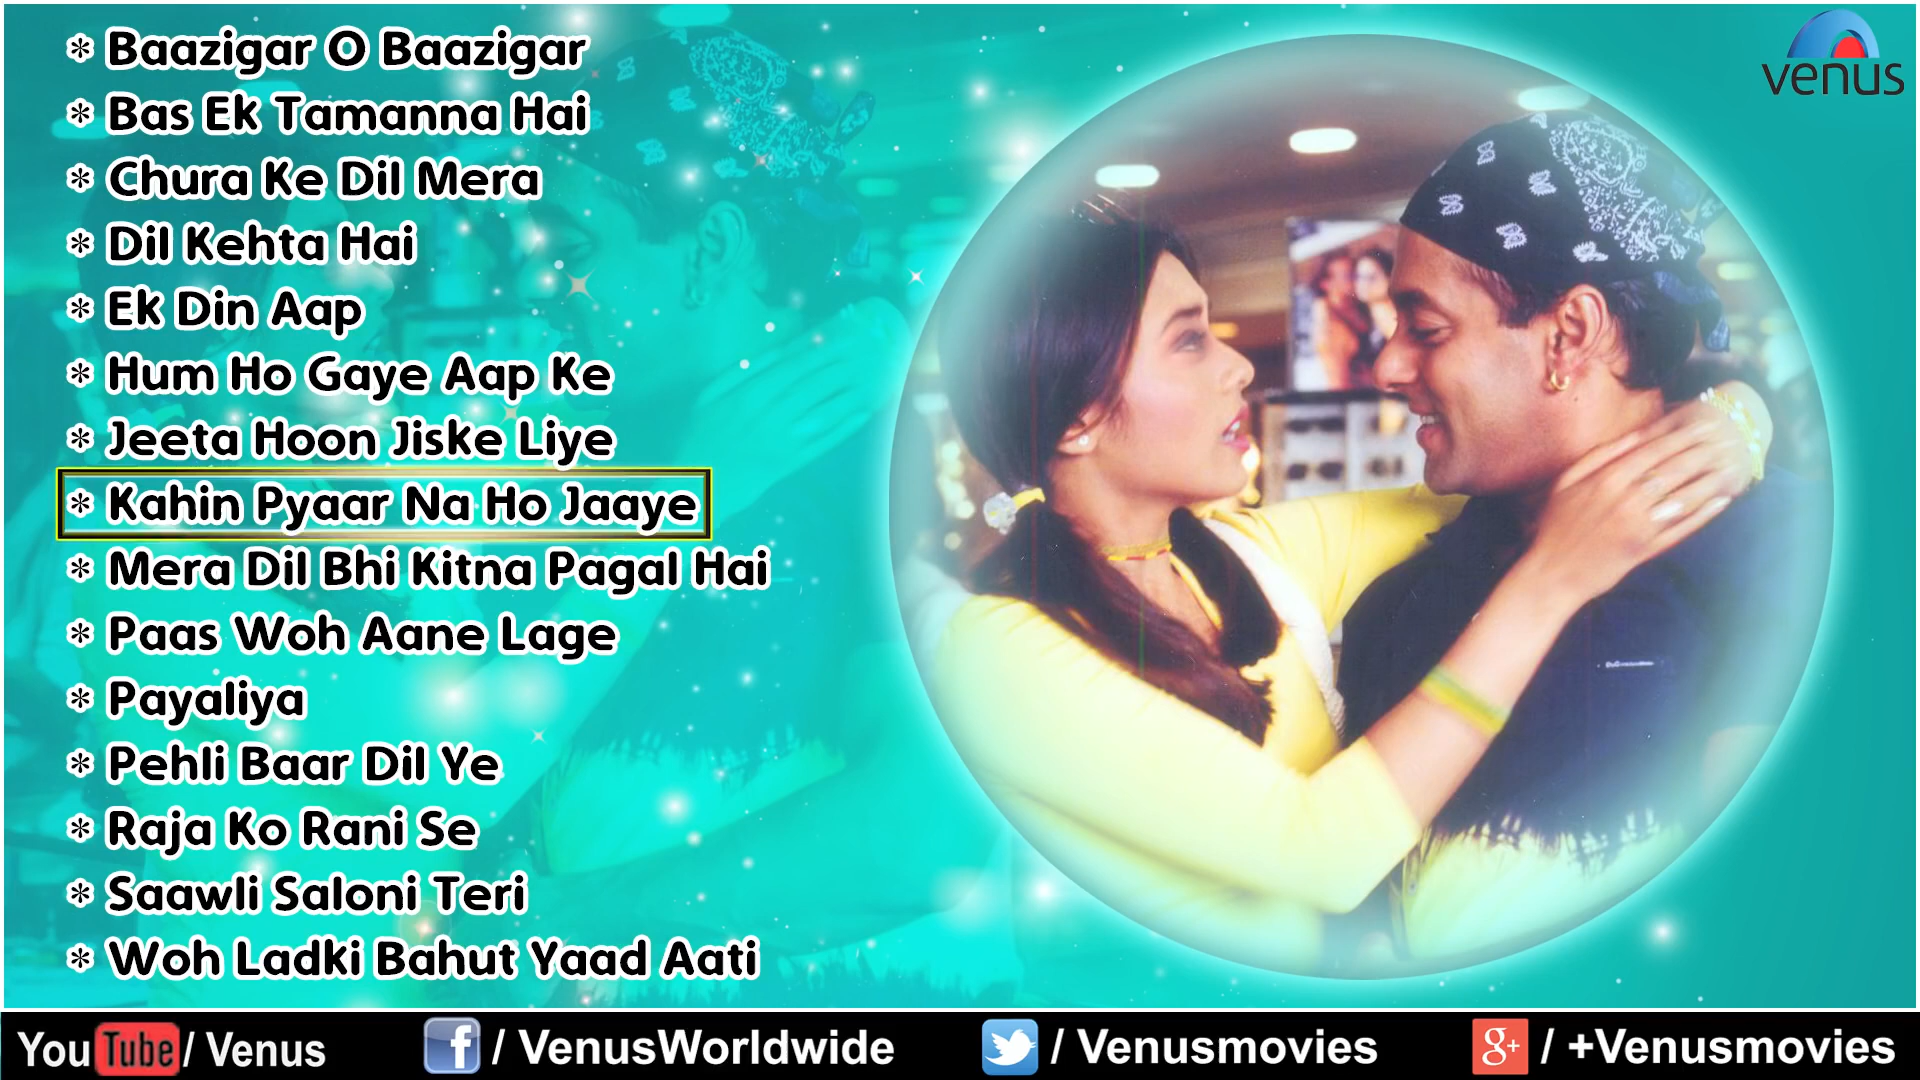 * Baazigar O Baazigar
* Bas Ek Tamanna Hai
* Chura Ke Dil Mera
* Dil Kehta Hai
* Ek Din Aap
* Hum Ho Gaye Aap Ke
* Jeeta Hoon Jiske Liye
* Kahin Pyaar Na Ho Jaaye
* Mera Dil Bhi Kitna Pagal Hai
* Paas Woh Aane Lage
* Payaliya
* Pehli Baar Dil Ye
* Raja Ko Rani Se
* Saawli Saloni Teri
* Woh Ladki Bahut Yaad Aati
venus
YouTube / Venus
f / VenusWorldwide
/ Venusmovies
g+ / +Venusmovies